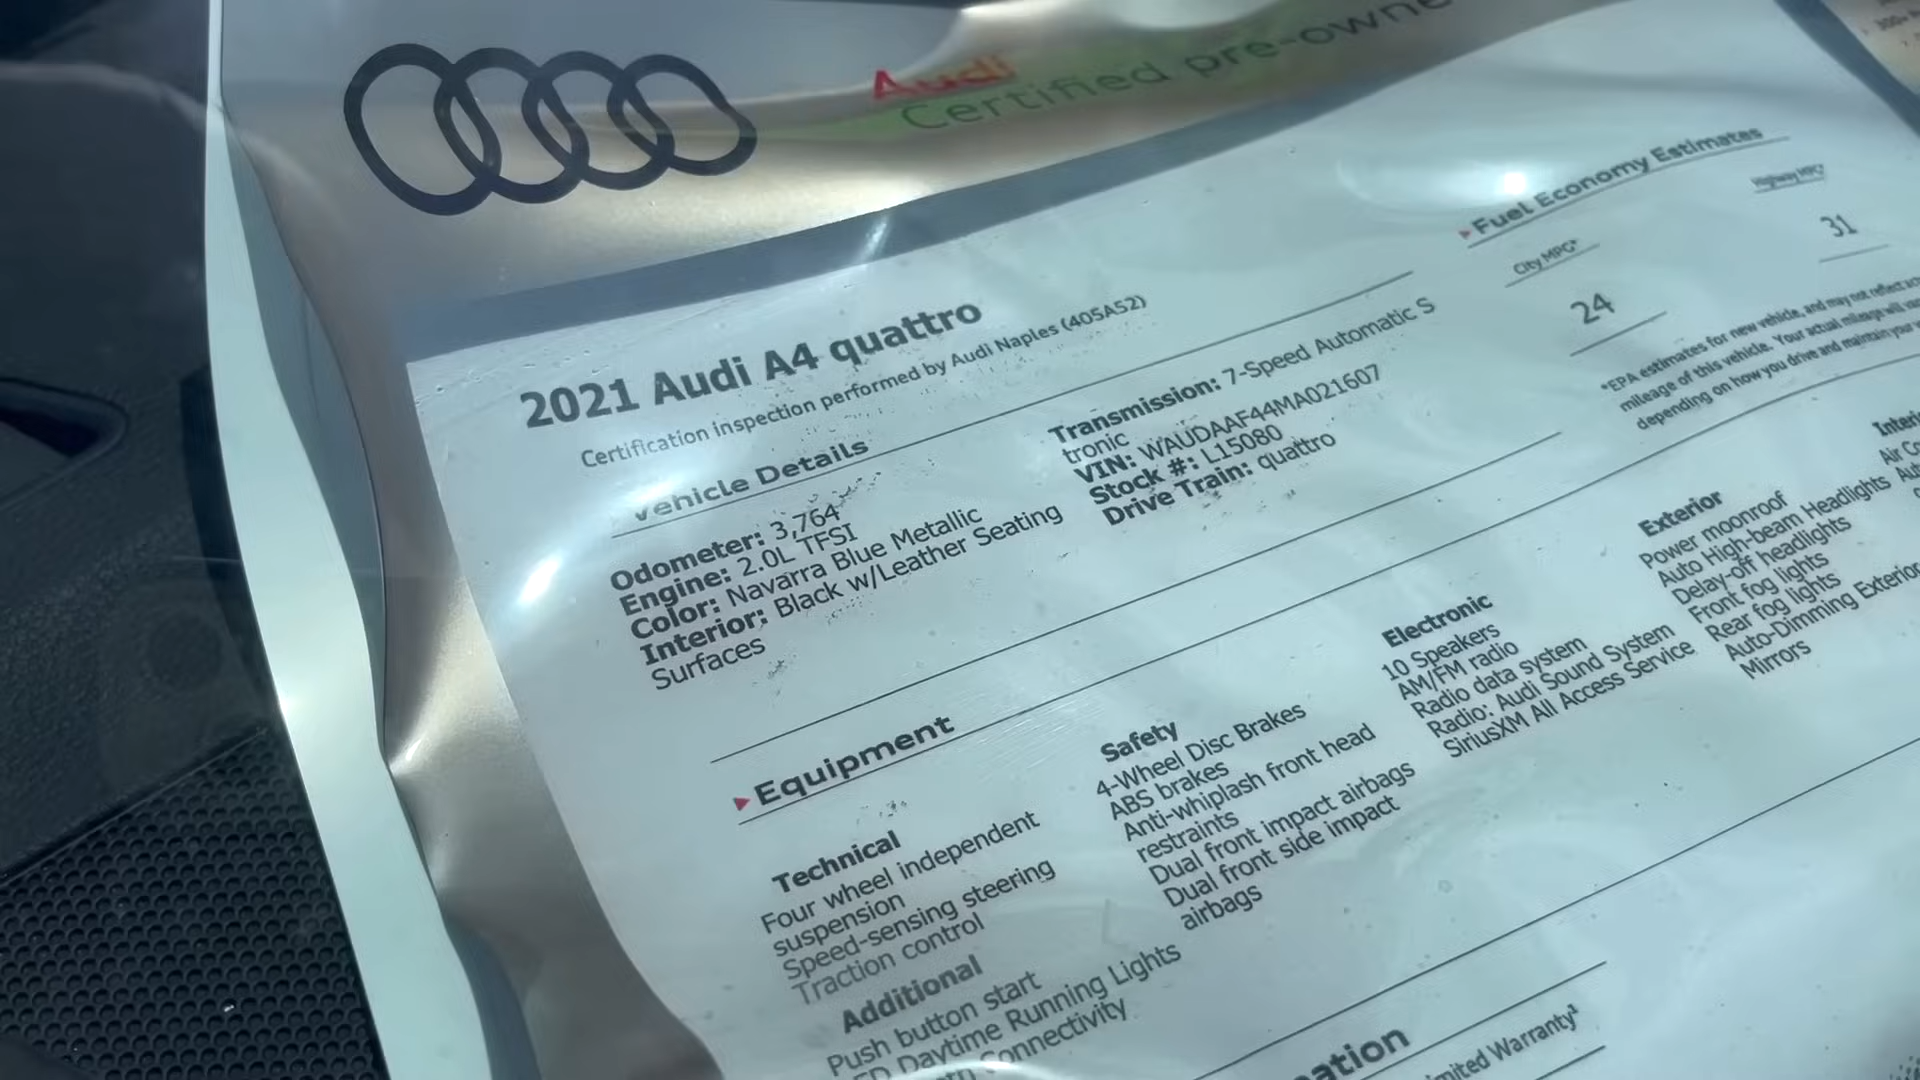 Audi
Certified pre-owne
2021 Audi A4 quattro
Certification inspection performed by Audi Naples (405A52)
Vehicle Details
Odometer: 3,764
Engine: 2.0L TFSI
Color: Navarra Blue Metallic
Interior: Black w/Leather Seating
Surfaces
Transmission: 7-Speed Automatic S
tronic
VIN: WAUDAAF44MA021607
Stock #: L15080
Drive Train: quattro
Fuel Economy Estimates
City MPG*
24
Highway MPG*
31
*EPA estimates for new vehicle, and may not reflect
mileage of this vehicle. Your actual mileage will
depending on how you drive and maintain your
Equipment
Technical
Four wheel independent
suspension
Speed-sensing steering
Traction control
Additional
Push button start
ED Daytime Running Lights
Connectivity
Safety
4-Wheel Disc Brakes
ABS brakes
Anti-whiplash front head
restraints
Dual front impact airbags
Dual front side impact
airbags
Electronic
10 Speakers
AM/FM radio
Radio data system
Radio: Audi Sound System
SiriusXM All Access Service
Exterior
Power moonroof
Auto High-beam Headlights
Delay-off headlights
Front fog lights
Rear fog lights
Auto-Dimming Exterior
Mirrors
Interi
Air Co
Aut
ation
imited Warranty‡